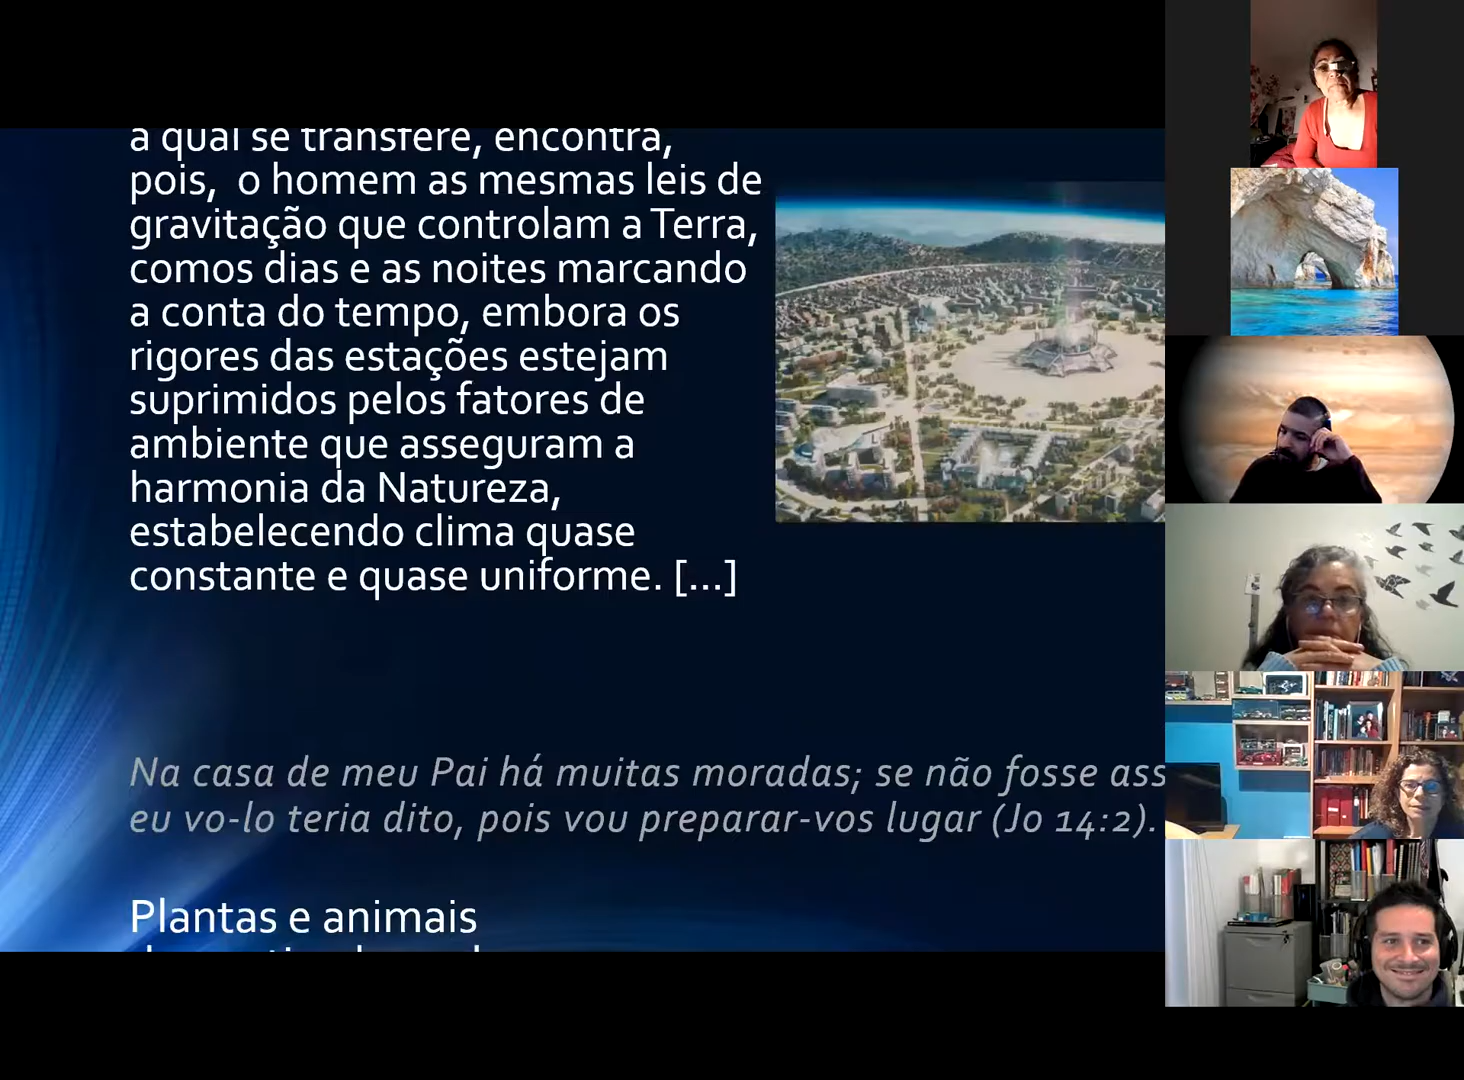 a qual se transfere, encontra,
pois,  o homem as mesmas leis de
gravitação que controlam a Terra,
comos dias e as noites marcando
a conta do tempo, embora os
rigores das estações estejam
suprimidos pelos fatores de
ambiente que asseguram a
harmonia da Natureza,
estabelecendo clima quase
constante e quase uniforme. [...]
Na casa de meu Pai há muitas moradas; se não fosse ass
eu vo-lo teria dito, pois vou preparar-vos lugar (Jo 14:2).
Plantas e animais